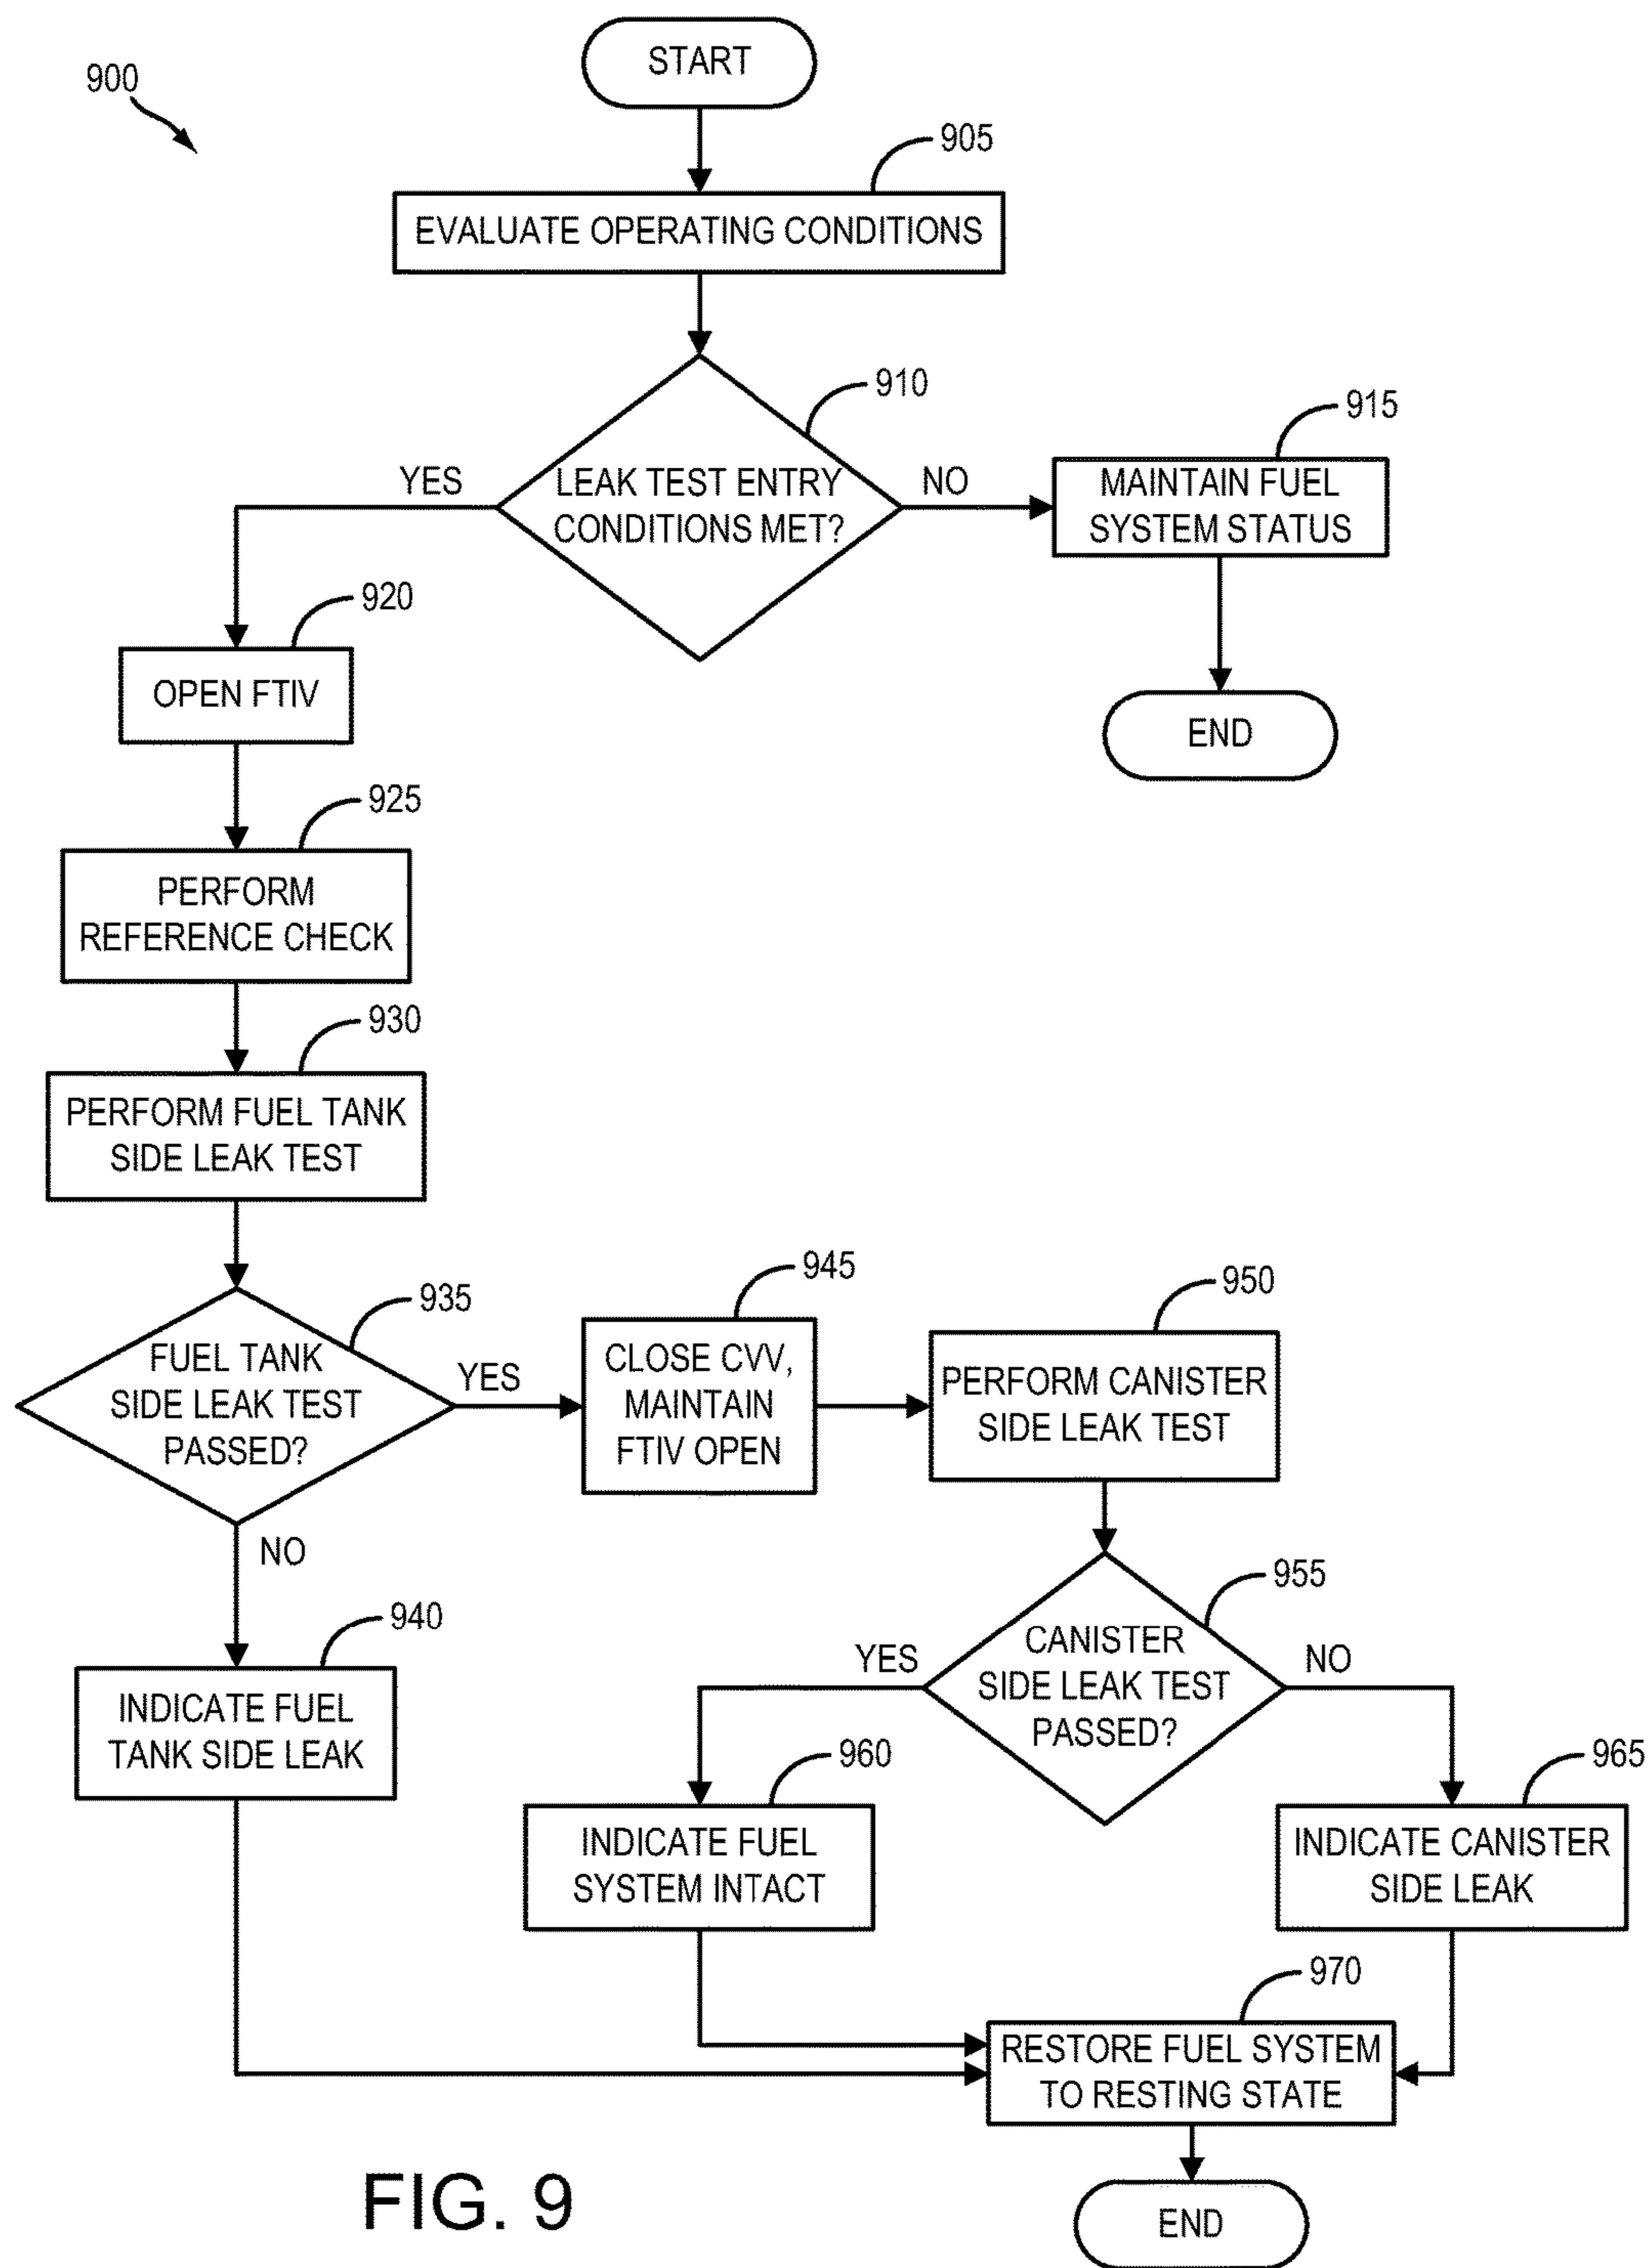 900
START
905
EVALUATE OPERATING CONDITIONS
910
LEAK TEST ENTRY
CONDITIONS MET?
YES
NO
915
MAINTAIN FUEL
SYSTEM STATUS
END
920
OPEN FTIV
925
PERFORM
REFERENCE CHECK
930
PERFORM FUEL TANK
SIDE LEAK TEST
935
FUEL TANK
SIDE LEAK TEST
PASSED?
YES
NO
945
CLOSE CVV,
MAINTAIN
FTIV OPEN
950
PERFORM CANISTER
SIDE LEAK TEST
955
CANISTER
SIDE LEAK TEST
PASSED?
YES
NO
940
INDICATE FUEL
TANK SIDE LEAK
960
INDICATE FUEL
SYSTEM INTACT
965
INDICATE CANISTER
SIDE LEAK
970
RESTORE FUEL SYSTEM
TO RESTING STATE
END
FIG. 9